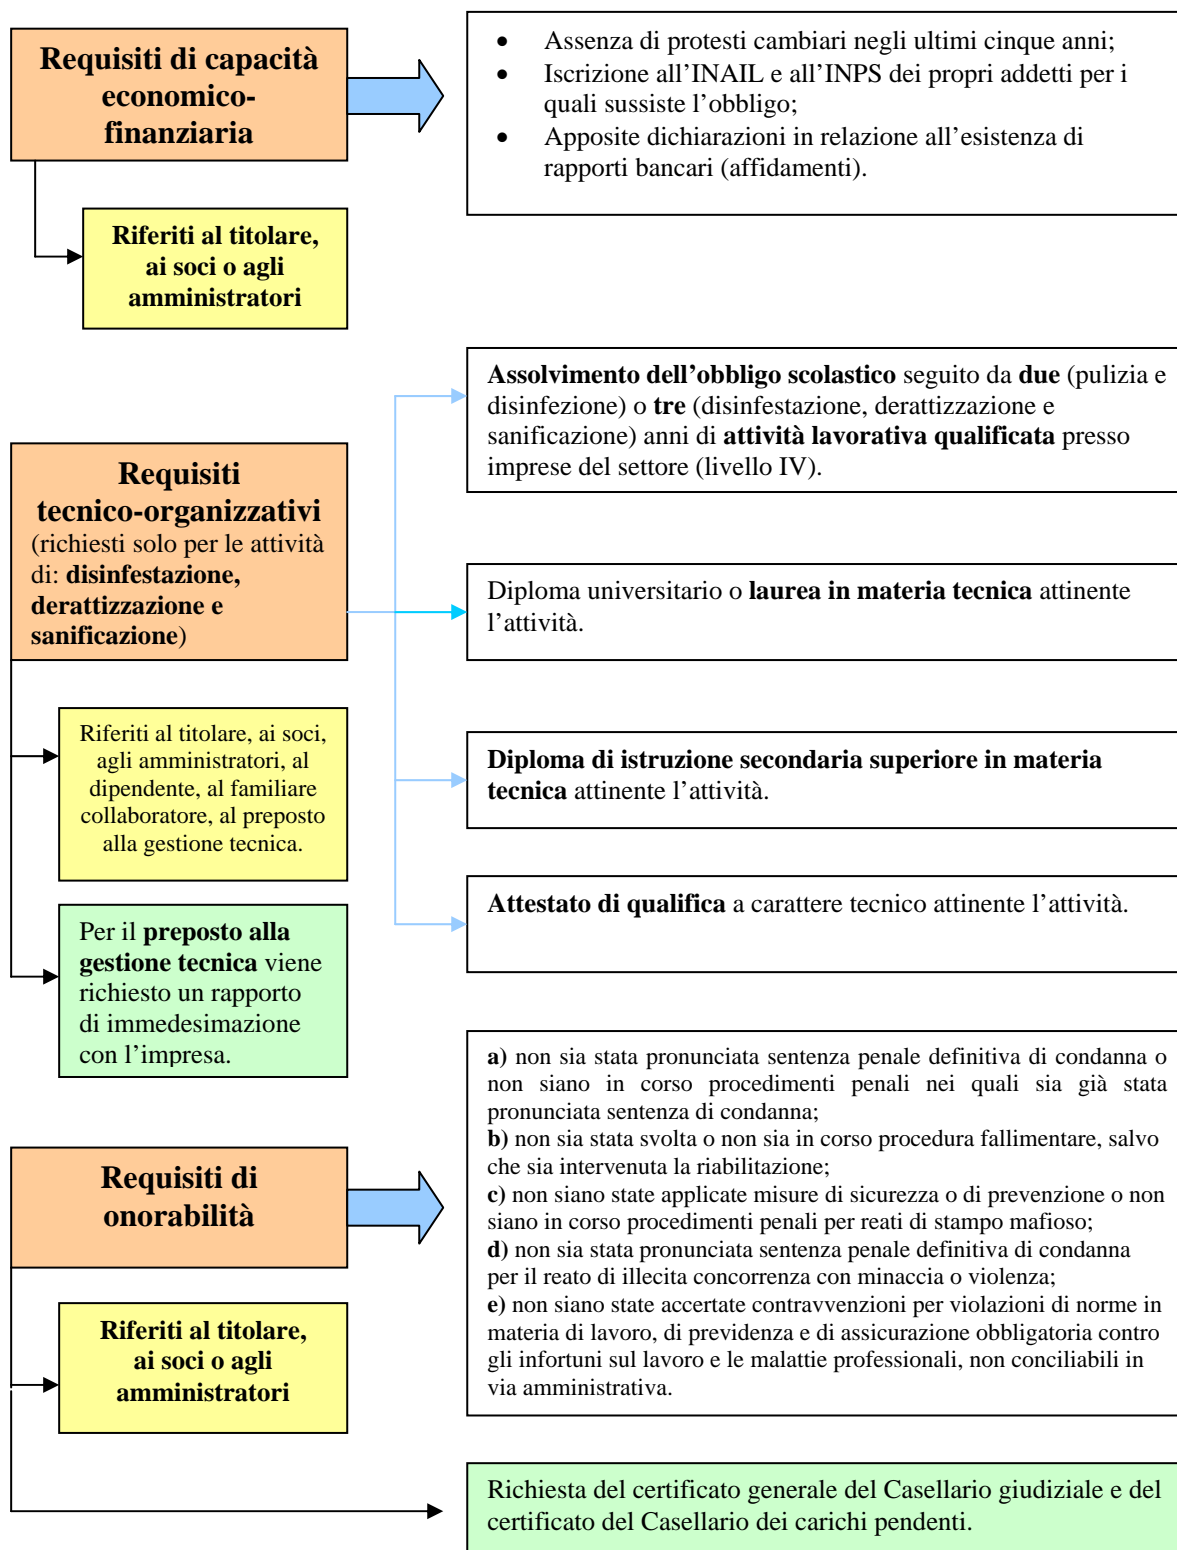 Requisiti di capacità
economico-
finanziaria
• Assenza di protesti cambiari negli ultimi cinque anni;
• Iscrizione all’INAIL e all’INPS dei propri addetti per i
quali sussiste l’obbligo;
• Apposite dichiarazioni in relazione all’esistenza di
rapporti bancari (affidamenti).
Riferiti al titolare,
ai soci o agli
amministratori
Requisiti
tecnico-organizzativi
(richiesti solo per le attività
di: disinfestazione,
derattizzazione e
sanificazione)
Assolvimento dell’obbligo scolastico seguito da due (pulizia e
disinfezione) o tre (disinfestazione, derattizzazione e
sanificazione) anni di attività lavorativa qualificata presso
imprese del settore (livello IV).
Diploma universitario o laurea in materia tecnica attinente
l’attività.
Diploma di istruzione secondaria superiore in materia
tecnica attinente l’attività.
Attestato di qualifica a carattere tecnico attinente l’attività.
Riferiti al titolare, ai soci,
agli amministratori, al
dipendente, al familiare
collaboratore, al preposto
alla gestione tecnica.
Per il preposto alla
gestione tecnica viene
richiesto un rapporto
di immedesimazione
con l’impresa.
Requisiti di
onorabilità
a) non sia stata pronunciata sentenza penale definitiva di condanna o
non siano in corso procedimenti penali nei quali sia già stata
pronunciata sentenza di condanna;
b) non sia stata svolta o non sia in corso procedura fallimentare, salvo
che sia intervenuta la riabilitazione;
c) non siano state applicate misure di sicurezza o di prevenzione o non
siano in corso procedimenti penali per reati di stampo mafioso;
d) non sia stata pronunciata sentenza penale definitiva di condanna
per il reato di illecita concorrenza con minaccia o violenza;
e) non siano state accertate contravvenzioni per violazioni di norme in
materia di lavoro, di previdenza e di assicurazione obbligatoria contro
gli infortuni sul lavoro e le malattie professionali, non conciliabili in
via amministrativa.
Riferiti al titolare,
ai soci o agli
amministratori
Richiesta del certificato generale del Casellario giudiziale e del
certificato del Casellario dei carichi pendenti.